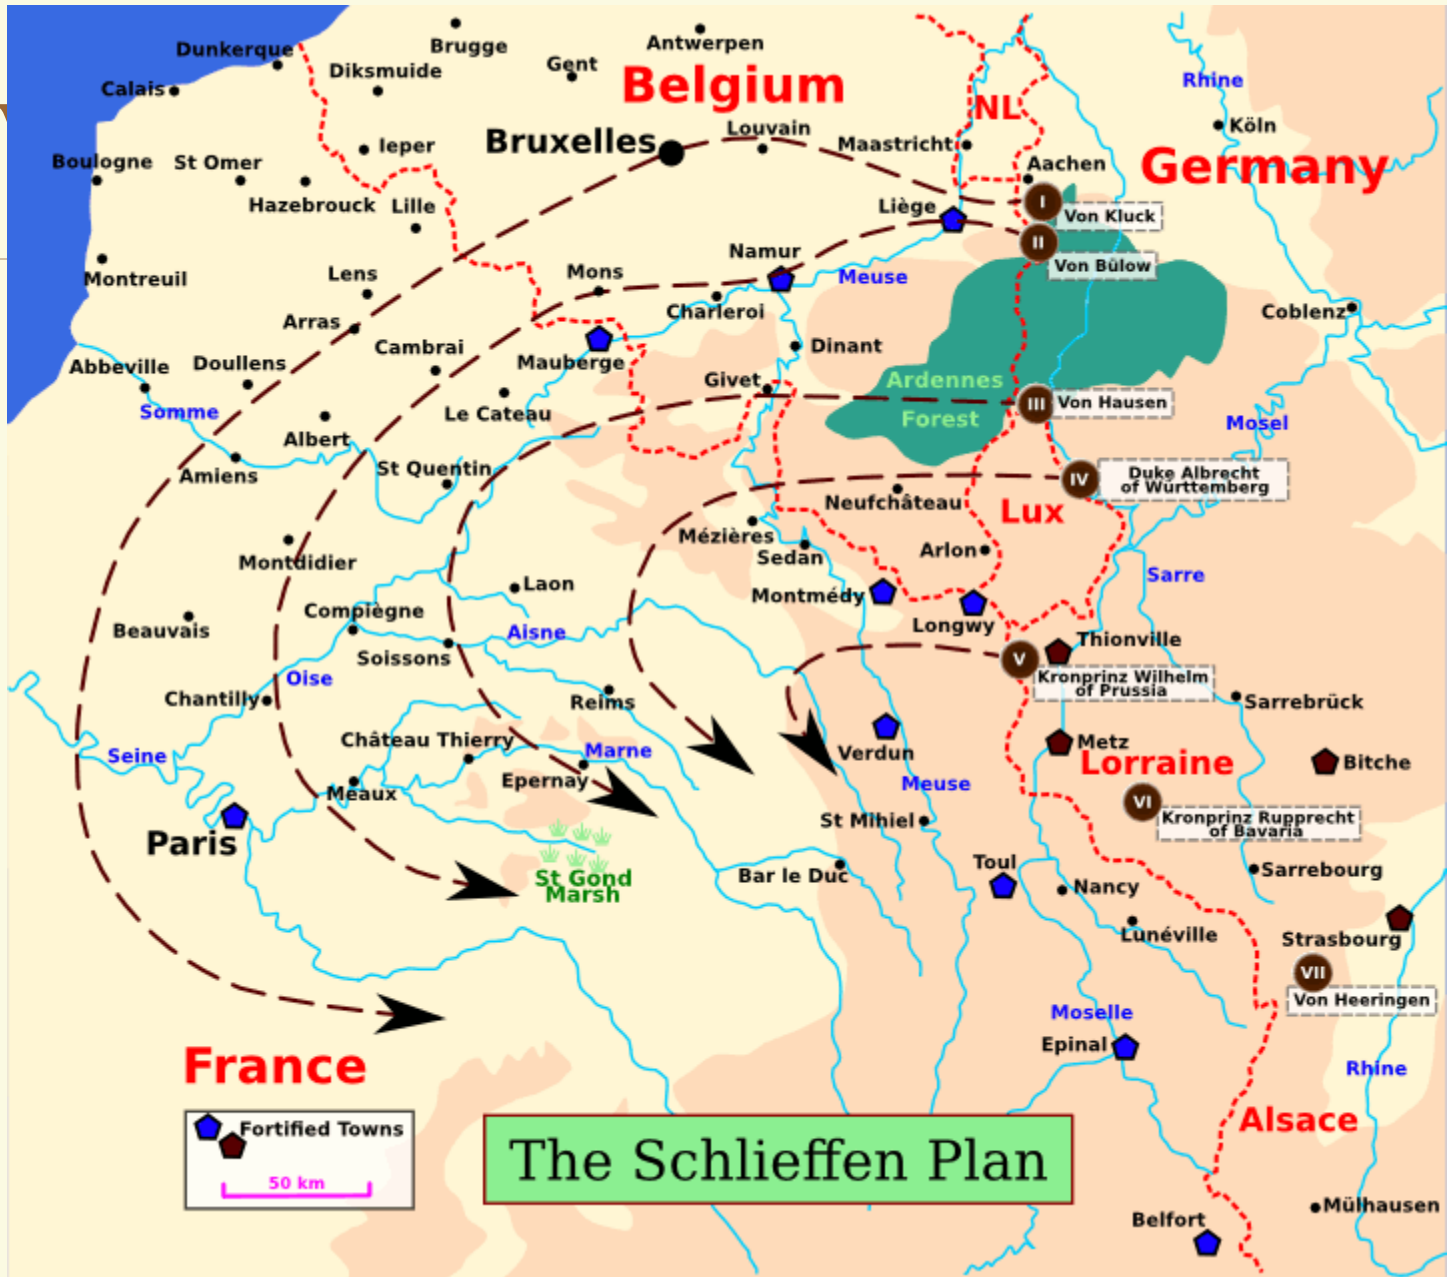 Dunkerque
Brugge
Antwerpen
Calais
Diksmuide
Gent
Belgium
Rhine
NL
Köln
Boulogne
St Omer
Ieper
Bruxelles
Louvain
Maastricht
Aachen
Germany
Hazebrouck
Lille
Liège
I
Von Kluck
II
Von Bülow
Montreuil
Lens
Mons
Namur
Meuse
Charleroi
Coblenz
Arras
Cambrai
Mauberge
Dinant
Abbeville
Doullens
Givet
Ardennes
Forest
Somme
Le Cateau
III
Von Hausen
Albert
Mosel
Amiens
St Quentin
IV
Duke Albrecht
of Württemberg
Neufchâteau
Lux
Mézières
Sedan
Arlon
Montdidier
Laon
Montmédy
Longwy
Sarre
Compiègne
Beauvais
Aisne
Soissons
Thionville
V
Kronprinz Wilhelm
of Prussia
Oise
Chantilly
Reims
Sarrebrück
Seine
Château Thierry
Marne
Epernay
Verdun
Metz
Lorraine
Bitche
Meaux
Meuse
VI
Kronprinz Rupprecht
of Bavaria
Paris
St Mihiel
St Gond
Marsh
Bar le Duc
Toul
Nancy
Sarrebourg
Lunéville
Strasbourg
VII
Von Heeringen
Moselle
Epinal
Rhine
France
Fortified Towns
50 km
The Schlieffen Plan
Alsace
Mülhausen
Belfort